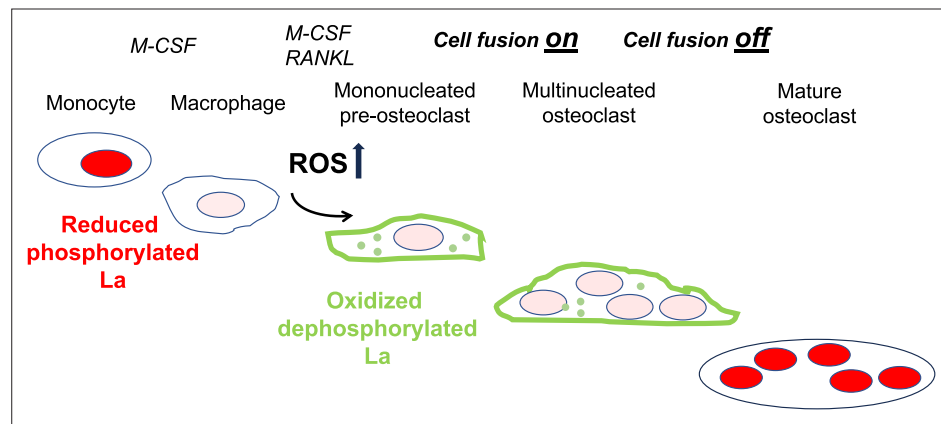 M-CSF
M-CSF
RANKL
Cell fusion on
Cell fusion off
Monocyte
Macrophage
Mononucleated
pre-osteoclast
Multinucleated
osteoclast
Mature
osteoclast
ROS
Reduced
phosphorylated
La
Oxidized
dephosphorylated
La